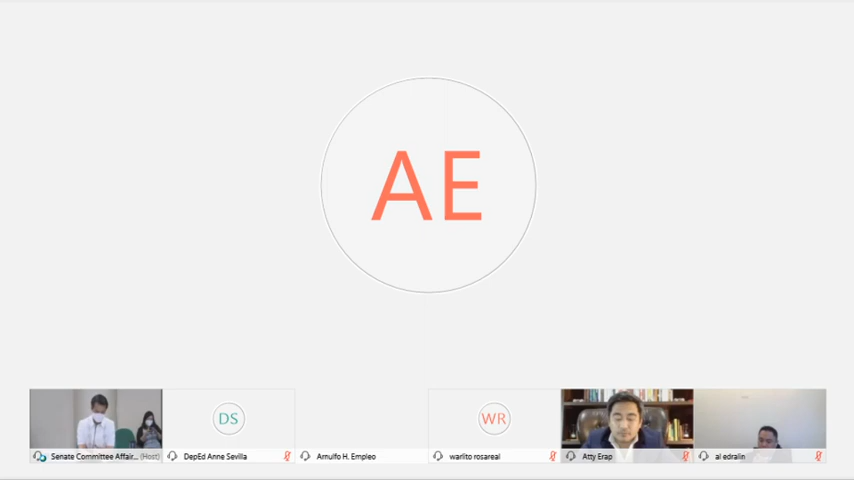 AE
DS
WR
Senate Committee Affair... (Host)
DepEd Anne Sevilla
Arnulfo H. Empleo
warlito rosareal
Atty Erap
al edralin